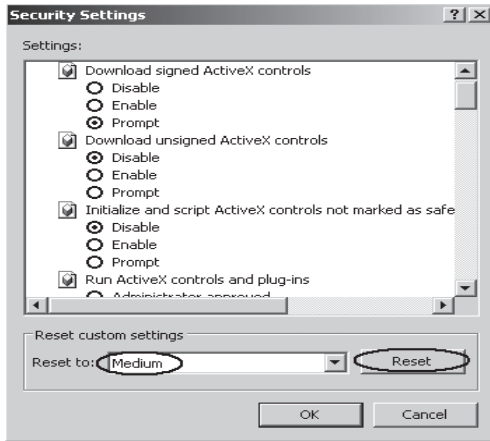 Security Settings
Settings:
Download signed ActiveX controls
Disable
Enable
Prompt
Download unsigned ActiveX controls
Disable
Enable
Prompt
Initialize and script ActiveX controls not marked as safe
Disable
Enable
Prompt
Run ActiveX controls and plug-ins
Administrator approved
Reset custom settings
Reset to: Medium Reset
OK Cancel